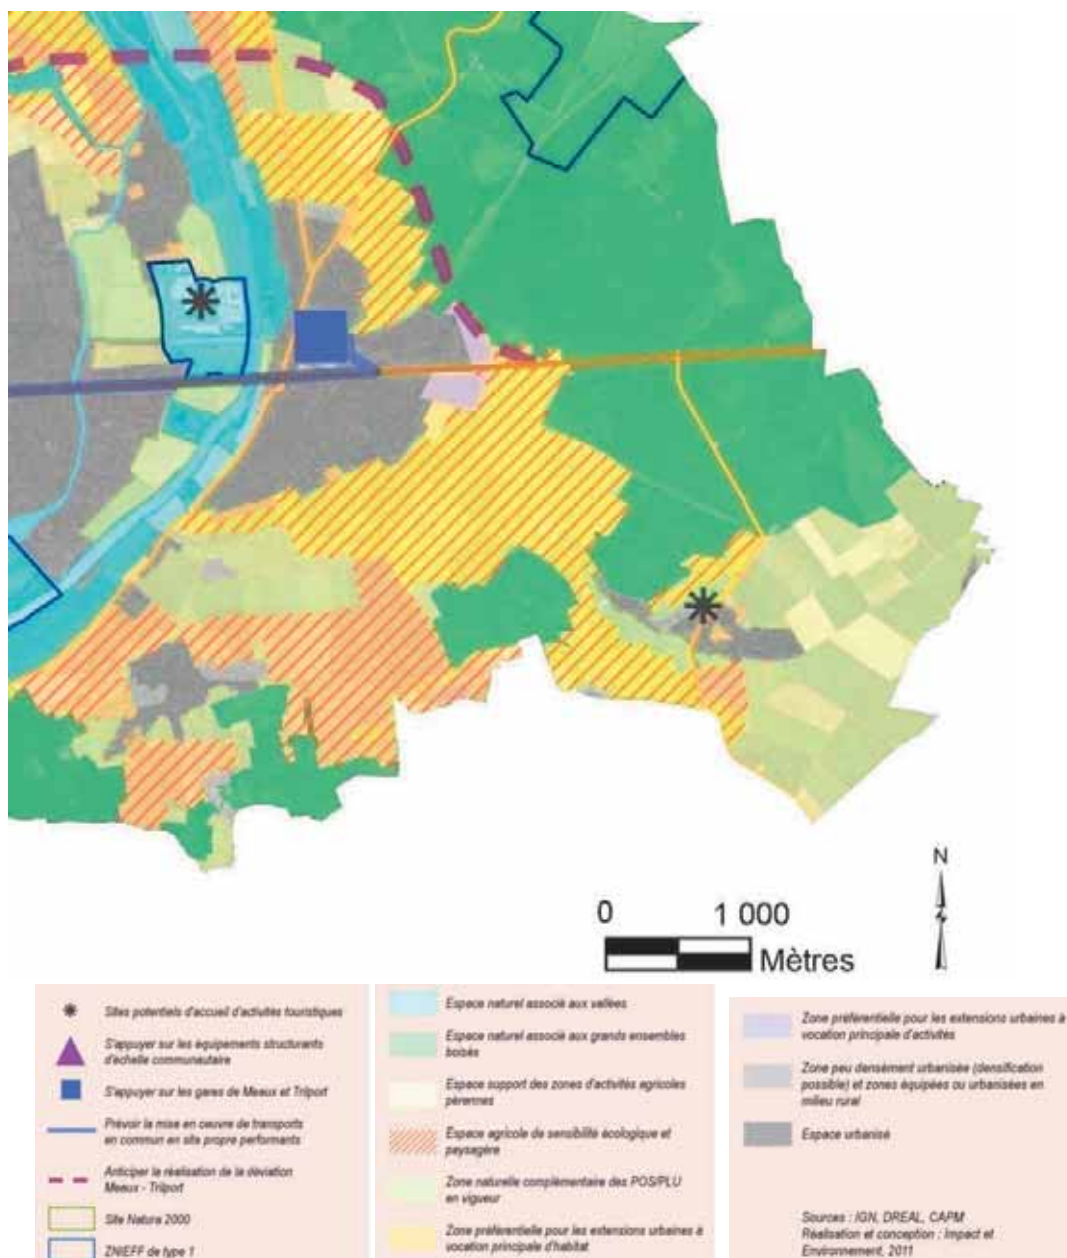 N
0 1 000
Mètres
Sites potentiels d'accueil d'activités touristiques
S'appuyer sur les équipements structurants
d'échelle communautaire
S'appuyer sur les gares de Meaux et Trilport
Prévoir la mise en oeuvre de transports
en commun en site propre performants
Anticiper la réalisation de la déviation
Meaux - Trilport
Site Natura 2000
ZNIEFF de type 1
Espace naturel associé aux vallées
Espace naturel associé aux grands ensembles
boisés
Espace support des zones d'activités agricoles
pérennes
Espace agricole de sensibilité écologique et
paysagère
Zone naturelle complémentaire des POS/PLU
en vigueur
Zone préférentielle pour les extensions urbaines à
vocation principale d'habitat
Zone préférentielle pour les extensions urbaines à
vocation principale d'activités
Zone peu densément urbanisée (densification
possible) et zones équipées ou urbanisées en
milieu rural
Espace urbanisé
Sources : IGN, DREAL, CAPM
Réalisation et conception : Impact et
Environnement, 2011